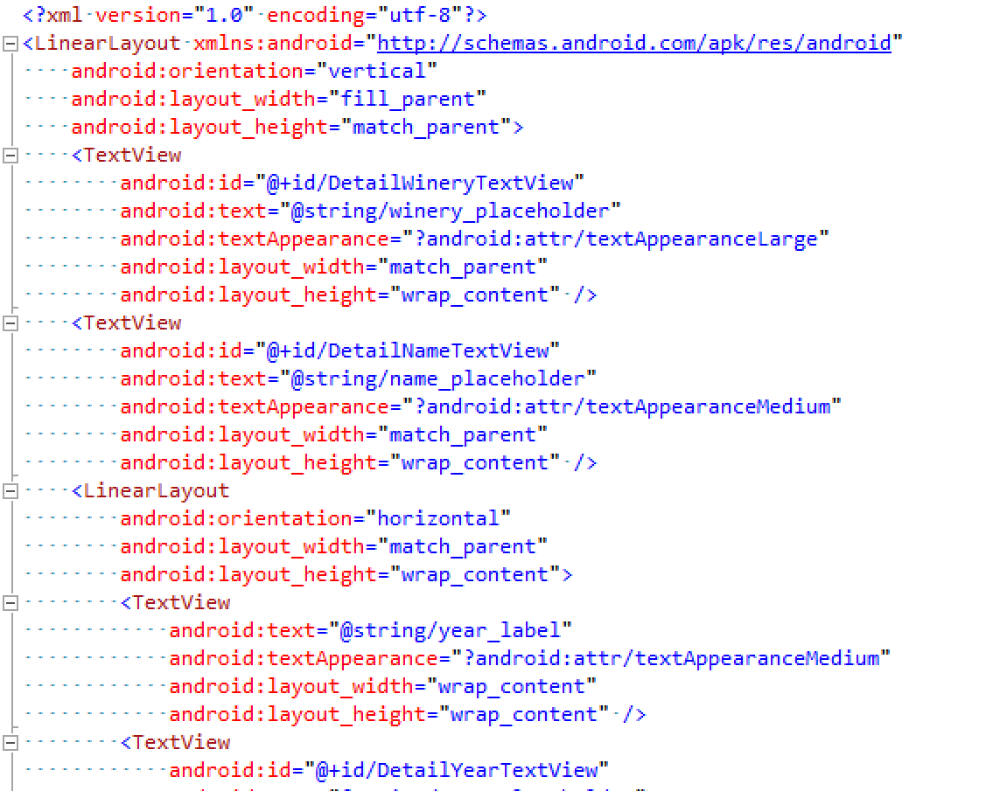 <?xml version="1.0" encoding="utf-8"?>
<LinearLayout xmlns:android="http://schemas.android.com/apk/res/android"
    android:orientation="vertical"
    android:layout_width="fill_parent"
    android:layout_height="match_parent">
    <TextView
        android:id="@+id/DetailWineryTextView"
        android:text="@string/winery_placeholder"
        android:textAppearance="?android:attr/textAppearanceLarge"
        android:layout_width="match_parent"
        android:layout_height="wrap_content" />
    <TextView
        android:id="@+id/DetailNameTextView"
        android:text="@string/name_placeholder"
        android:textAppearance="?android:attr/textAppearanceMedium"
        android:layout_width="match_parent"
        android:layout_height="wrap_content" />
    <LinearLayout
        android:orientation="horizontal"
        android:layout_width="match_parent"
        android:layout_height="wrap_content">
        <TextView
            android:text="@string/year_label"
            android:textAppearance="?android:attr/textAppearanceMedium"
            android:layout_width="wrap_content"
            android:layout_height="wrap_content" />
        <TextView
            android:id="@+id/DetailYearTextView"